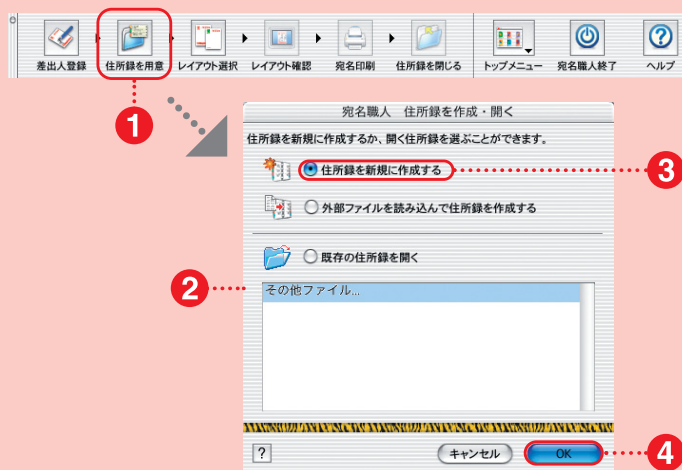 差出人登録 住所録を用意 レイアウト選択 レイアウト確認 宛名印刷 住所録を閉じる トップメニュー 宛名職人終了 ヘルプ
1
宛名職人 住所録を作成・開く
住所録を新規に作成するか、開く住所録を選ぶことができます。
住所録を新規に作成する 3
外部ファイルを読み込んで住所録を作成する
既存の住所録を開く
2 その他ファイル...
? キャンセル OK 4